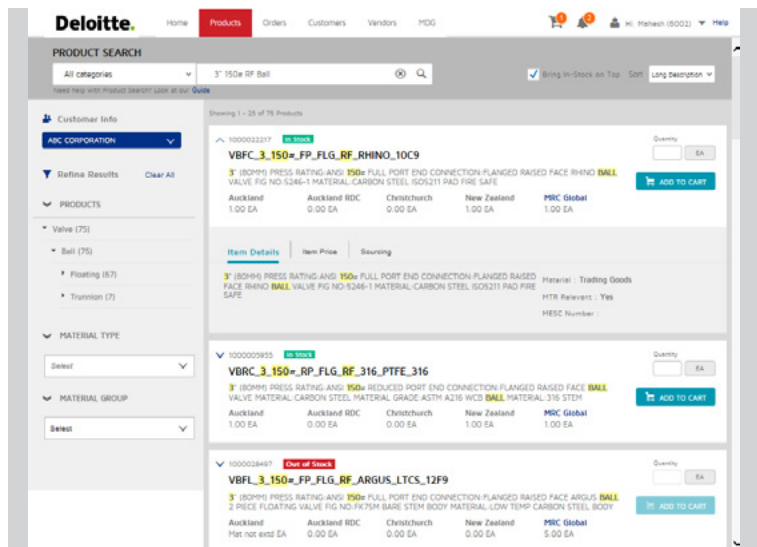 Deloitte.
Home Products Orders Customers Vendors MDG
Hi, Mahesh (6002) Help
PRODUCT SEARCH
All categories 3" 150# RF Ball Bring In-Stock on Top Sort Long Description
Need help with Product Search? Look at our Guide
Customer Info
ABC CORPORATION
Refine Results Clear All
PRODUCTS
Valve (75)
Ball (75)
Floating (67)
Trunnion (7)
MATERIAL TYPE
Select
MATERIAL GROUP
Select
Showing 1 - 25 of 75 Products
1000022217 In Stock
VBFC_3_150#_FP_FLG_RF_RHINO_10C9
3" (80MM) PRESS RATING:ANSI 150# FULL PORT END CONNECTION:FLANGED RAISED FACE RHINO BALL
VALVE FIG NO:5246-1 MATERIAL:CARBON STEEL ISO5211 PAD FIRE SAFE
Auckland Auckland RDC Christchurch New Zealand MRC Global
1.00 EA 0.00 EA 0.00 EA 1.00 EA 1.00 EA
Quantity
EA
ADD TO CART
Item Details Item Price Sourcing
3" (80MM) PRESS RATING:ANSI 150# FULL PORT END CONNECTION:FLANGED RAISED
FACE RHINO BALL VALVE FIG NO:5246-1 MATERIAL:CARBON STEEL ISO5211 PAD FIRE
SAFE
Material : Trading Goods
MTR Relevant : Yes
MESC Number :
1000005955 In Stock
VBRC_3_150#_RP_FLG_RF_316_PTFE_316
3" (80MM) PRESS RATING:ANSI 150# REDUCED PORT END CONNECTION:FLANGED RAISED FACE BALL
VALVE MATERIAL:CARBON STEEL MATERIAL GRADE:ASTM A216 WCB BALL MATERIAL:316 STEM
Auckland Auckland RDC Christchurch New Zealand MRC Global
1.00 EA 0.00 EA 0.00 EA 1.00 EA 1.00 EA
Quantity
EA
ADD TO CART
1000028497 Out of Stock
VBFL_3_150#_FP_FLG_RF_ARGUS_LTCS_12F9
3" (80MM) PRESS RATING:ANSI 150# FULL PORT END CONNECTION:FLANGED RAISED FACE ARGUS BALL
2 PIECE FLOATING VALVE FIG NO:FK75M BARE STEM BODY MATERIAL:LOW TEMP CARBON STEEL BODY
Auckland Auckland RDC Christchurch New Zealand MRC Global
Mat not extd EA 0.00 EA 0.00 EA 0.00 EA 5.00 EA
Quantity
EA
ADD TO CART